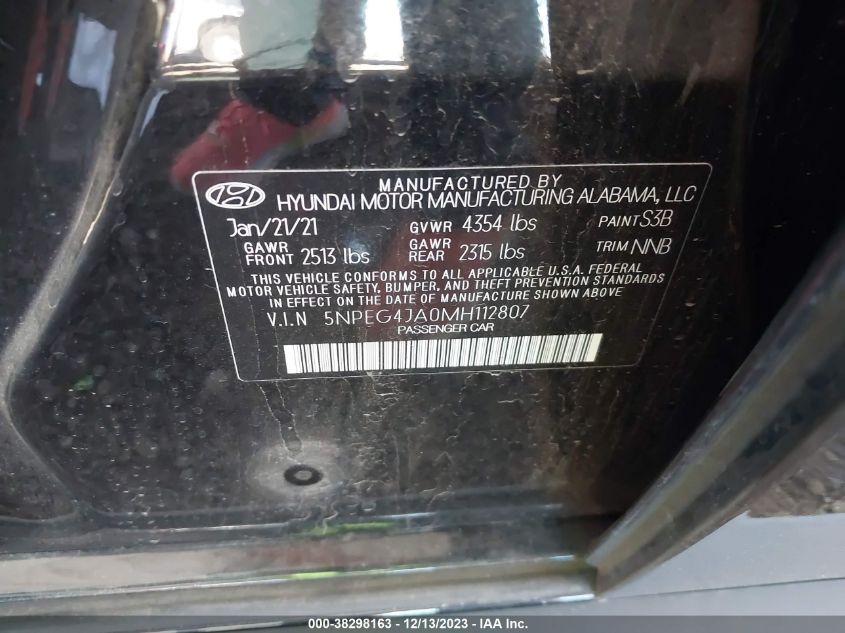 MANUFACTURED BY
HYUNDAI MOTOR MANUFACTURING ALABAMA, LLC
Jan/21/21 GVWR 4354 lbs PAINT S3B
GAWR FRONT 2513 lbs GAWR REAR 2315 lbs TRIM NNB
THIS VEHICLE CONFORMS TO ALL APPLICABLE U.S.A. FEDERAL
MOTOR VEHICLE SAFETY, BUMPER, AND THEFT PREVENTION STANDARDS
IN EFFECT ON THE DATE OF MANUFACTURE SHOWN ABOVE
V.I.N 5NPEG4JA0MH112807
PASSENGER CAR
000-38298163 - 12/13/2023 - IAA Inc.